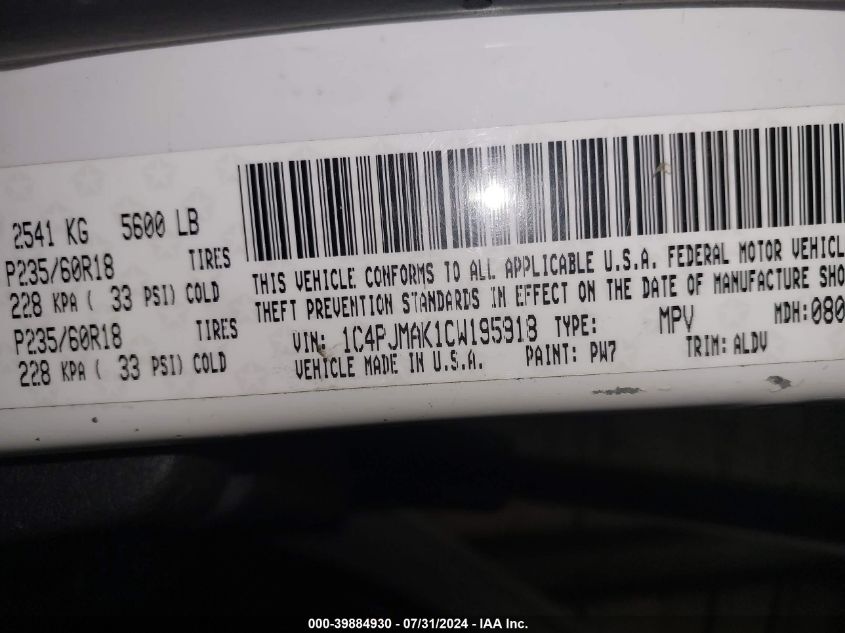 2541 KG 5600 LB
P235/60R18 TIRES
228 KPA ( 33 PSI) COLD
P235/60R18 TIRES
228 KPA ( 33 PSI) COLD
THIS VEHICLE CONFORMS TO ALL APPLICABLE U.S.A. FEDERAL MOTOR VEHICL
THEFT PREVENTION STANDARDS IN EFFECT ON THE DATE OF MANUFACTURE SHO
VIN: 1C4PJMAK1CW195918 TYPE: MPV MDH:080
VEHICLE MADE IN U.S.A. PAINT: PW7 TRIM: ALDV
000-39884930 - 07/31/2024 - IAA Inc.